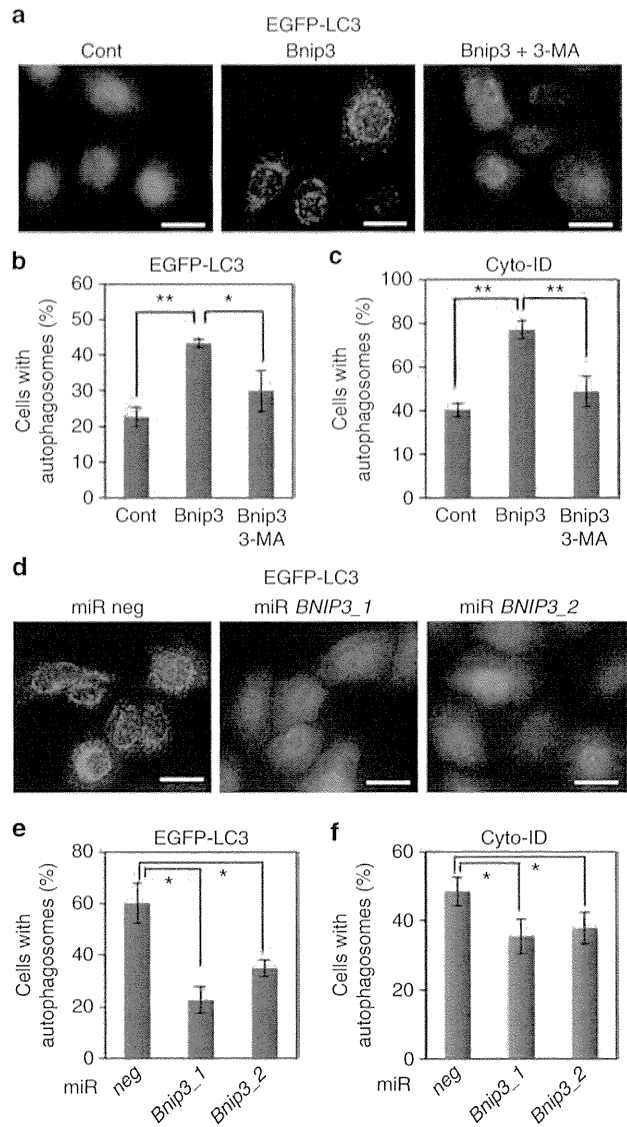 a
EGFP-LC3
Cont Bnip3 Bnip3 + 3-MA
b
EGFP-LC3
Cells with
autophagosomes (%)
60
50
40
30
20
10
0
** *
Cont Bnip3 Bnip3
3-MA
c
Cyto-ID
Cells with
autophagosomes (%)
100
80
60
40
10
0
** **
Cont Bnip3 Bnip3
3-MA
d
EGFP-LC3
miR neg miR BNIP3_1 miR BNIP3_2
e
EGFP-LC3
Cells with
autophagosomes (%)
80
60
40
20
0
* *
miR neg Bnip3_1 Bnip3_2
f
Cyto-ID
Cells with
autophagosomes (%)
60
40
20
0
* *
miR neg Bnip3_1 Bnip3_2